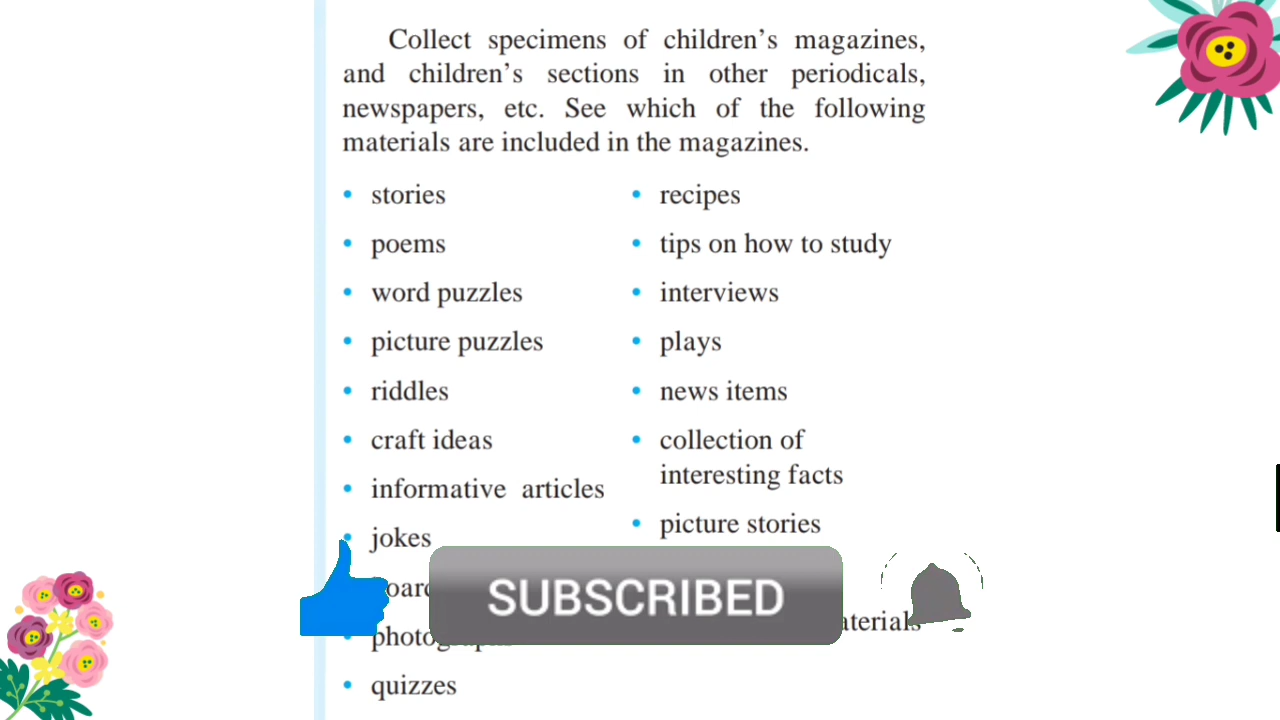 Collect specimens of children’s magazines,
and children’s sections in other periodicals,
newspapers, etc. See which of the following
materials are included in the magazines.
• stories
• poems
• word puzzles
• picture puzzles
• riddles
• craft ideas
• informative articles
• jokes
• quizzes
• recipes
• tips on how to study
• interviews
• plays
• news items
• collection of
interesting facts
• picture stories
SUBSCRIBED